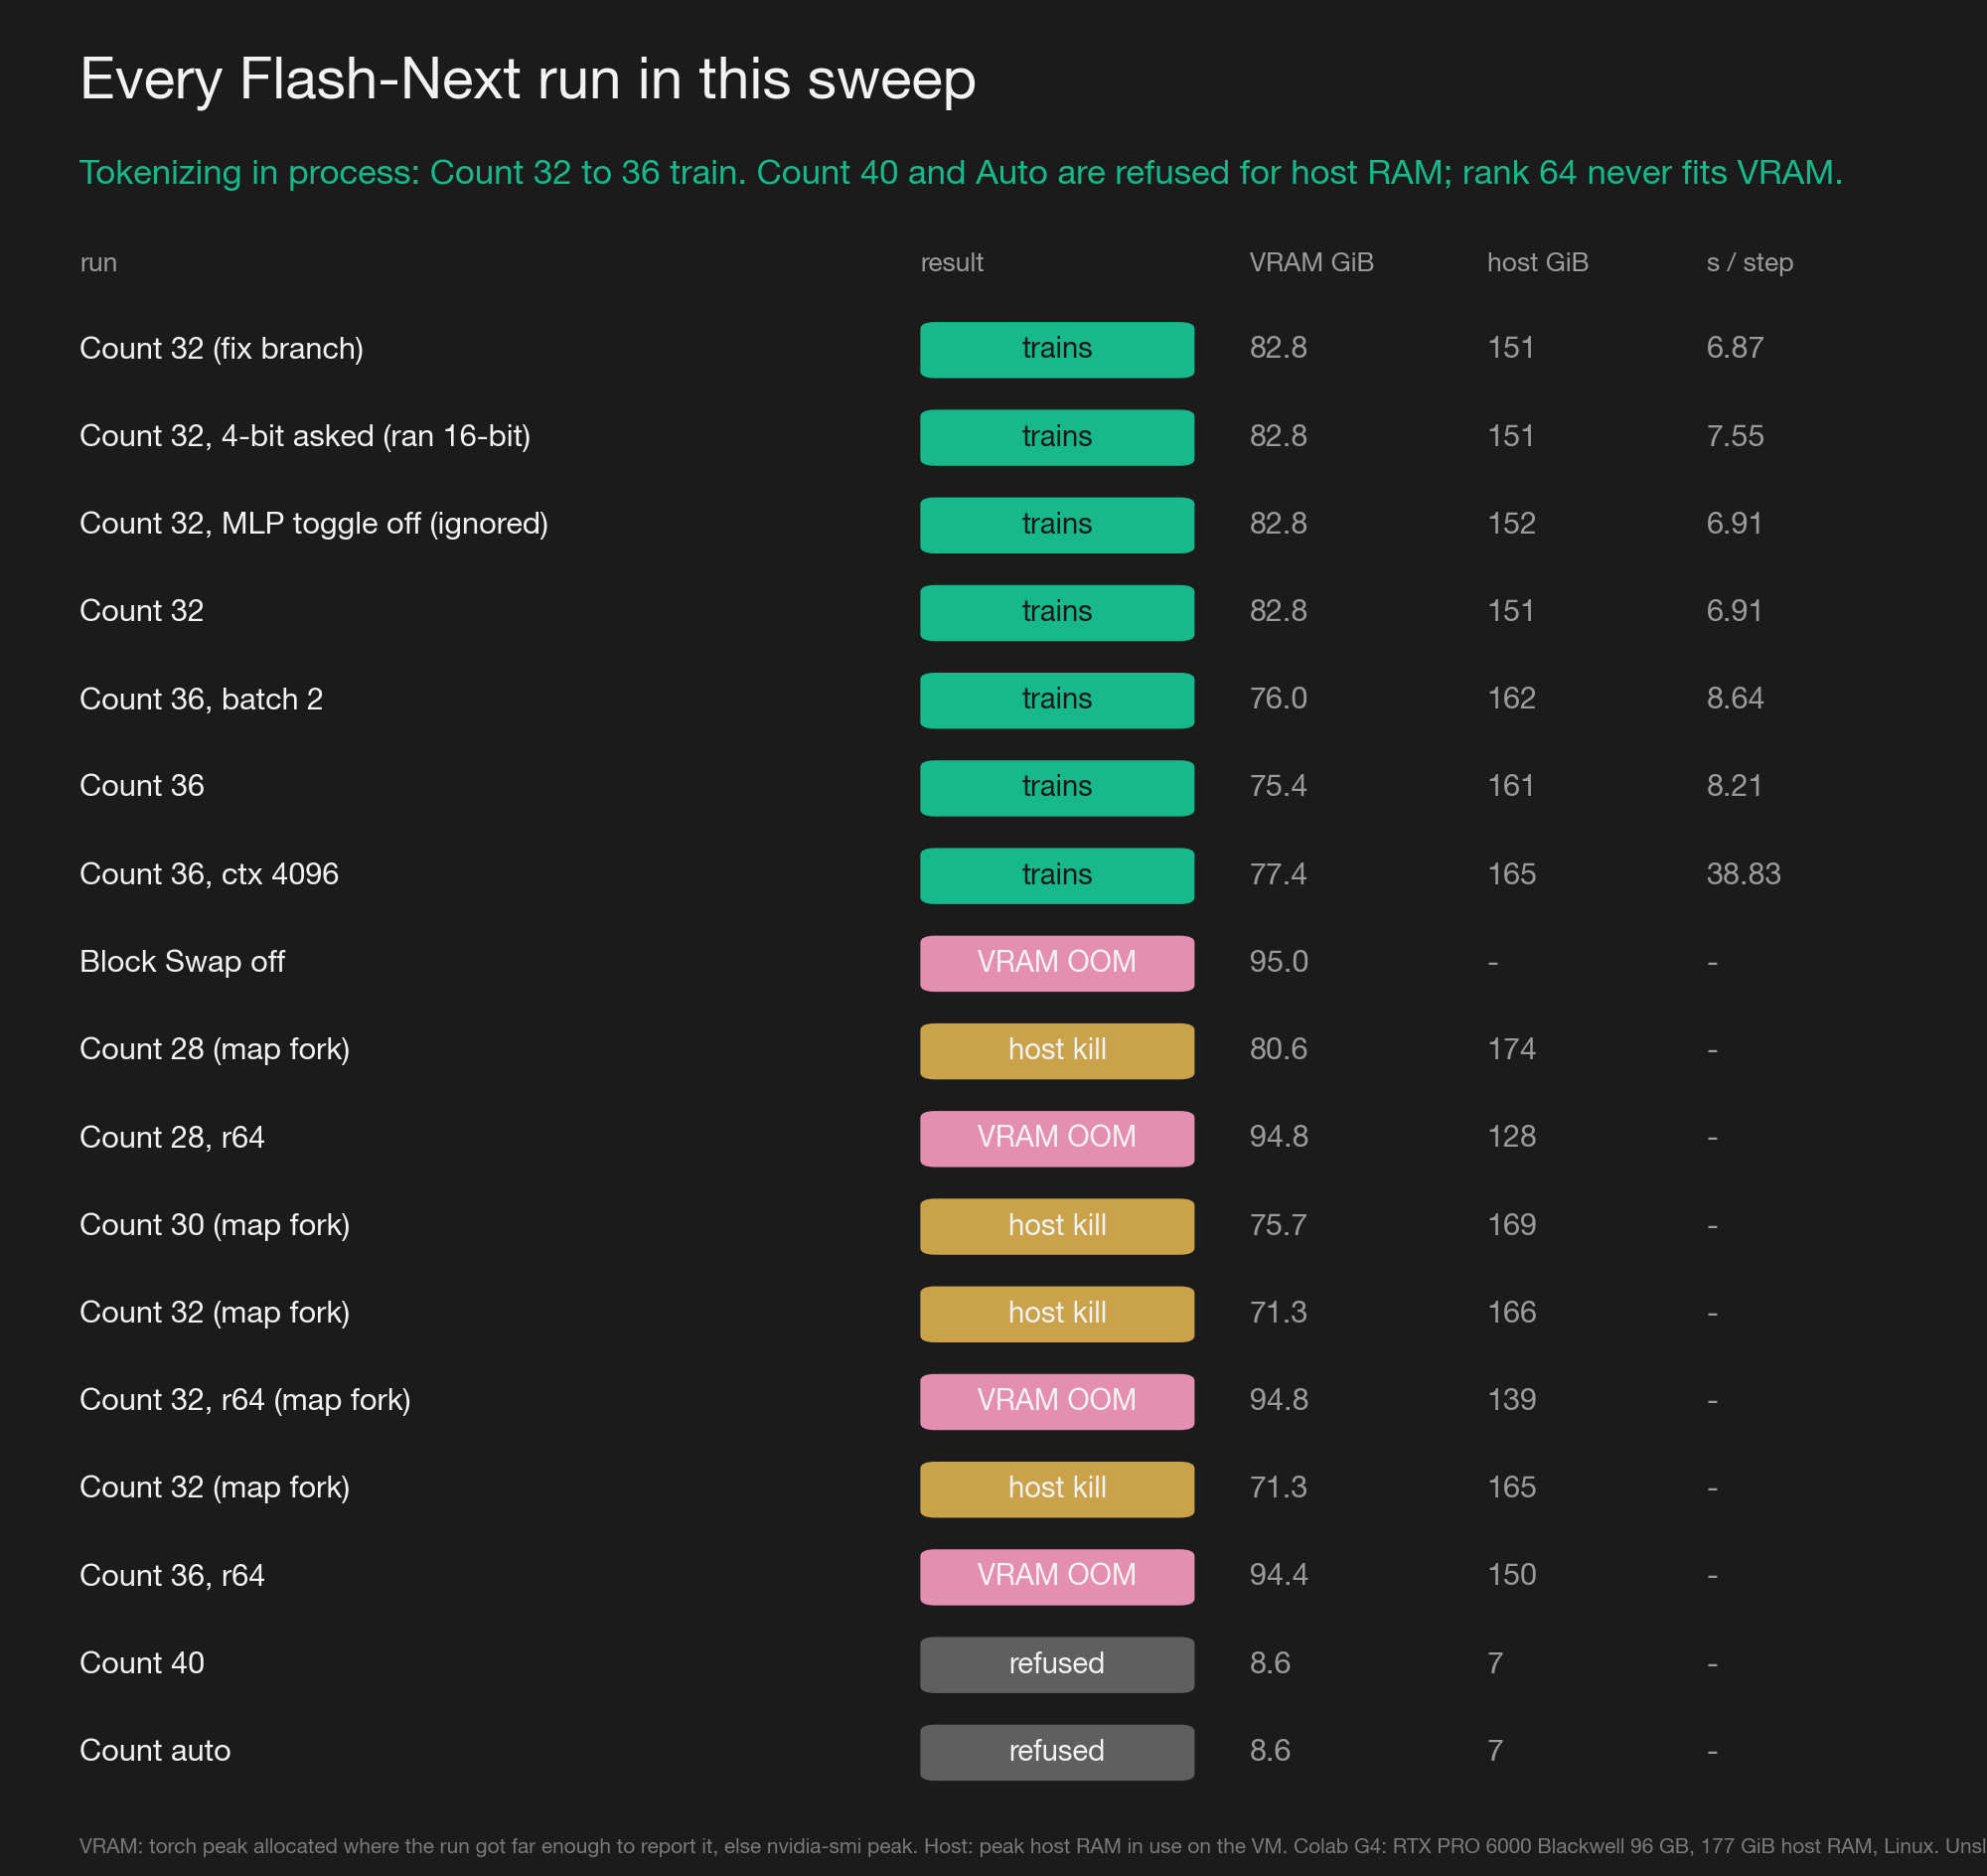 Every Flash-Next run in this sweep
Tokenizing in process: Count 32 to 36 train. Count 40 and Auto are refused for host RAM; rank 64 never fits VRAM.
run result VRAM GiB host GiB s / step
Count 32 (fix branch) trains 82.8 151 6.87
Count 32, 4-bit asked (ran 16-bit) trains 82.8 151 7.55
Count 32, MLP toggle off (ignored) trains 82.8 152 6.91
Count 32 trains 82.8 151 6.91
Count 36, batch 2 trains 76.0 162 8.64
Count 36 trains 75.4 161 8.21
Count 36, ctx 4096 trains 77.4 165 38.83
Block Swap off VRAM OOM 95.0 - -
Count 28 (map fork) host kill 80.6 174 -
Count 28, r64 VRAM OOM 94.8 128 -
Count 30 (map fork) host kill 75.7 169 -
Count 32 (map fork) host kill 71.3 166 -
Count 32, r64 (map fork) VRAM OOM 94.8 139 -
Count 32 (map fork) host kill 71.3 165 -
Count 36, r64 VRAM OOM 94.4 150 -
Count 40 refused 8.6 7 -
Count auto refused 8.6 7 -
VRAM: torch peak allocated where the run got far enough to report it, else nvidia-smi peak. Host: peak host RAM in use on the VM. Colab G4: RTX PRO 6000 Blackwell 96 GB, 177 GiB host RAM, Linux.